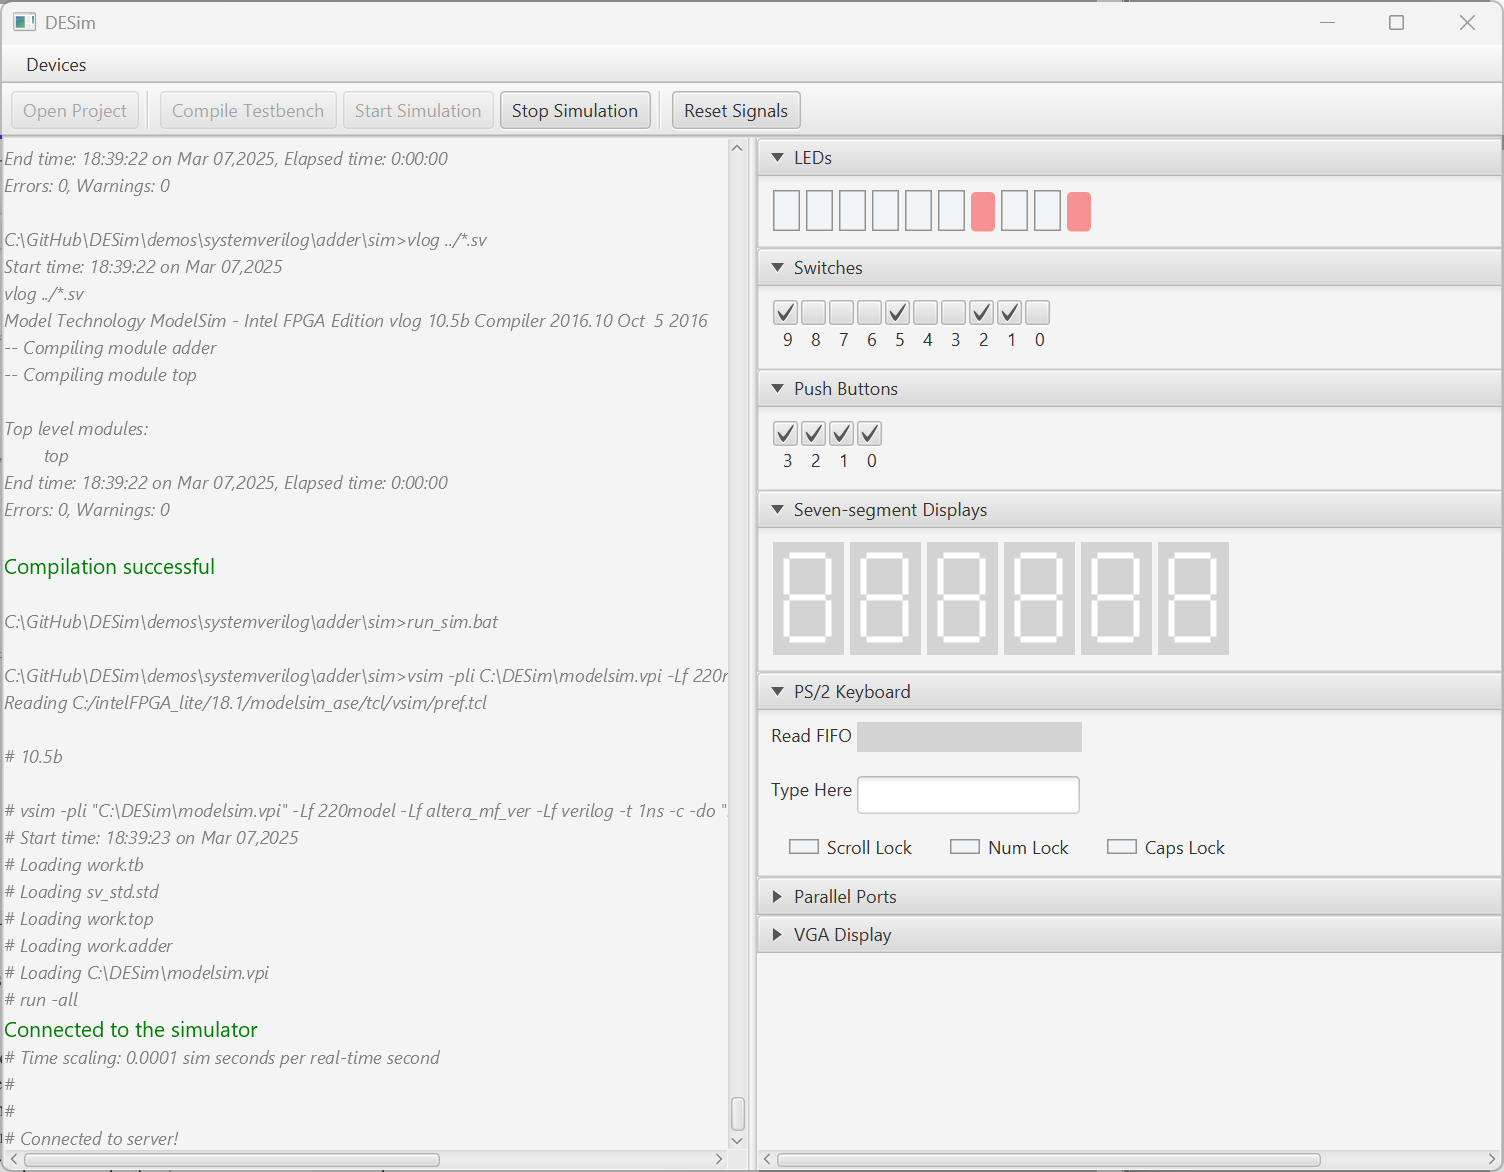 DESim
Devices
Open Project Compile Testbench Start Simulation Stop Simulation Reset Signals
End time: 18:39:22 on Mar 07,2025, Elapsed time: 0:00:00
Errors: 0, Warnings: 0
C:\GitHub\DESim\demos\systemverilog\adder\sim>vlog ../*.sv
Start time: 18:39:22 on Mar 07,2025
vlog ../*.sv
Model Technology ModelSim - Intel FPGA Edition vlog 10.5b Compiler 2016.10 Oct  5 2016
-- Compiling module adder
-- Compiling module top
Top level modules:
top
End time: 18:39:22 on Mar 07,2025, Elapsed time: 0:00:00
Errors: 0, Warnings: 0
Compilation successful
C:\GitHub\DESim\demos\systemverilog\adder\sim>run_sim.bat
C:\GitHub\DESim\demos\systemverilog\adder\sim>vsim -pli C:\DESim\modelsim.vpi -Lf 220
Reading C:/intelFPGA_lite/18.1/modelsim_ase/tcl/vsim/pref.tcl
# 10.5b
# vsim -pli "C:\DESim\modelsim.vpi" -Lf 220model -Lf altera_mf_ver -Lf verilog -t 1ns -c -do "
# Start time: 18:39:23 on Mar 07,2025
# Loading work.tb
# Loading sv_std.std
# Loading work.top
# Loading work.adder
# Loading C:\DESim\modelsim.vpi
# run -all
Connected to the simulator
# Time scaling: 0.0001 sim seconds per real-time second
#
#
# Connected to server!
LEDs
Switches
9 8 7 6 5 4 3 2 1 0
Push Buttons
3 2 1 0
Seven-segment Displays
PS/2 Keyboard
Read FIFO
Type Here
Scroll Lock Num Lock Caps Lock
Parallel Ports
VGA Display